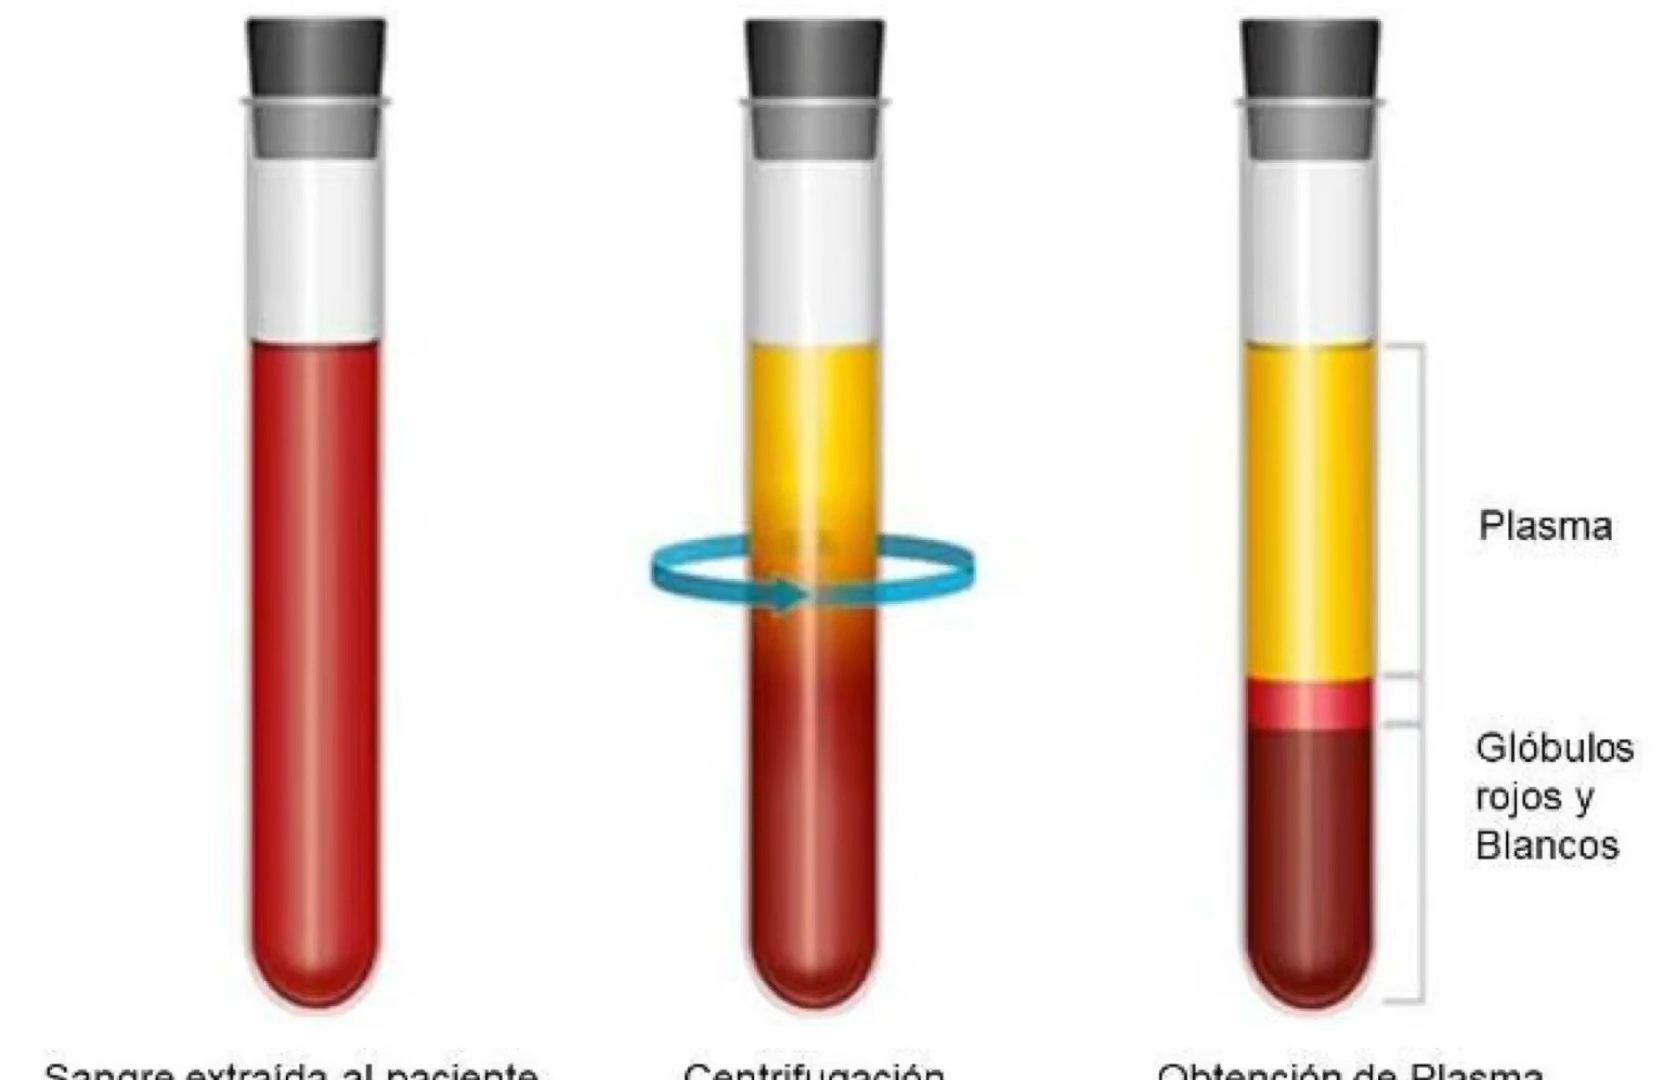 Plasma
Glóbulos
rojos y
Blancos
Sangre extraída al paciente
Centrifugación
Obtención de Plasma